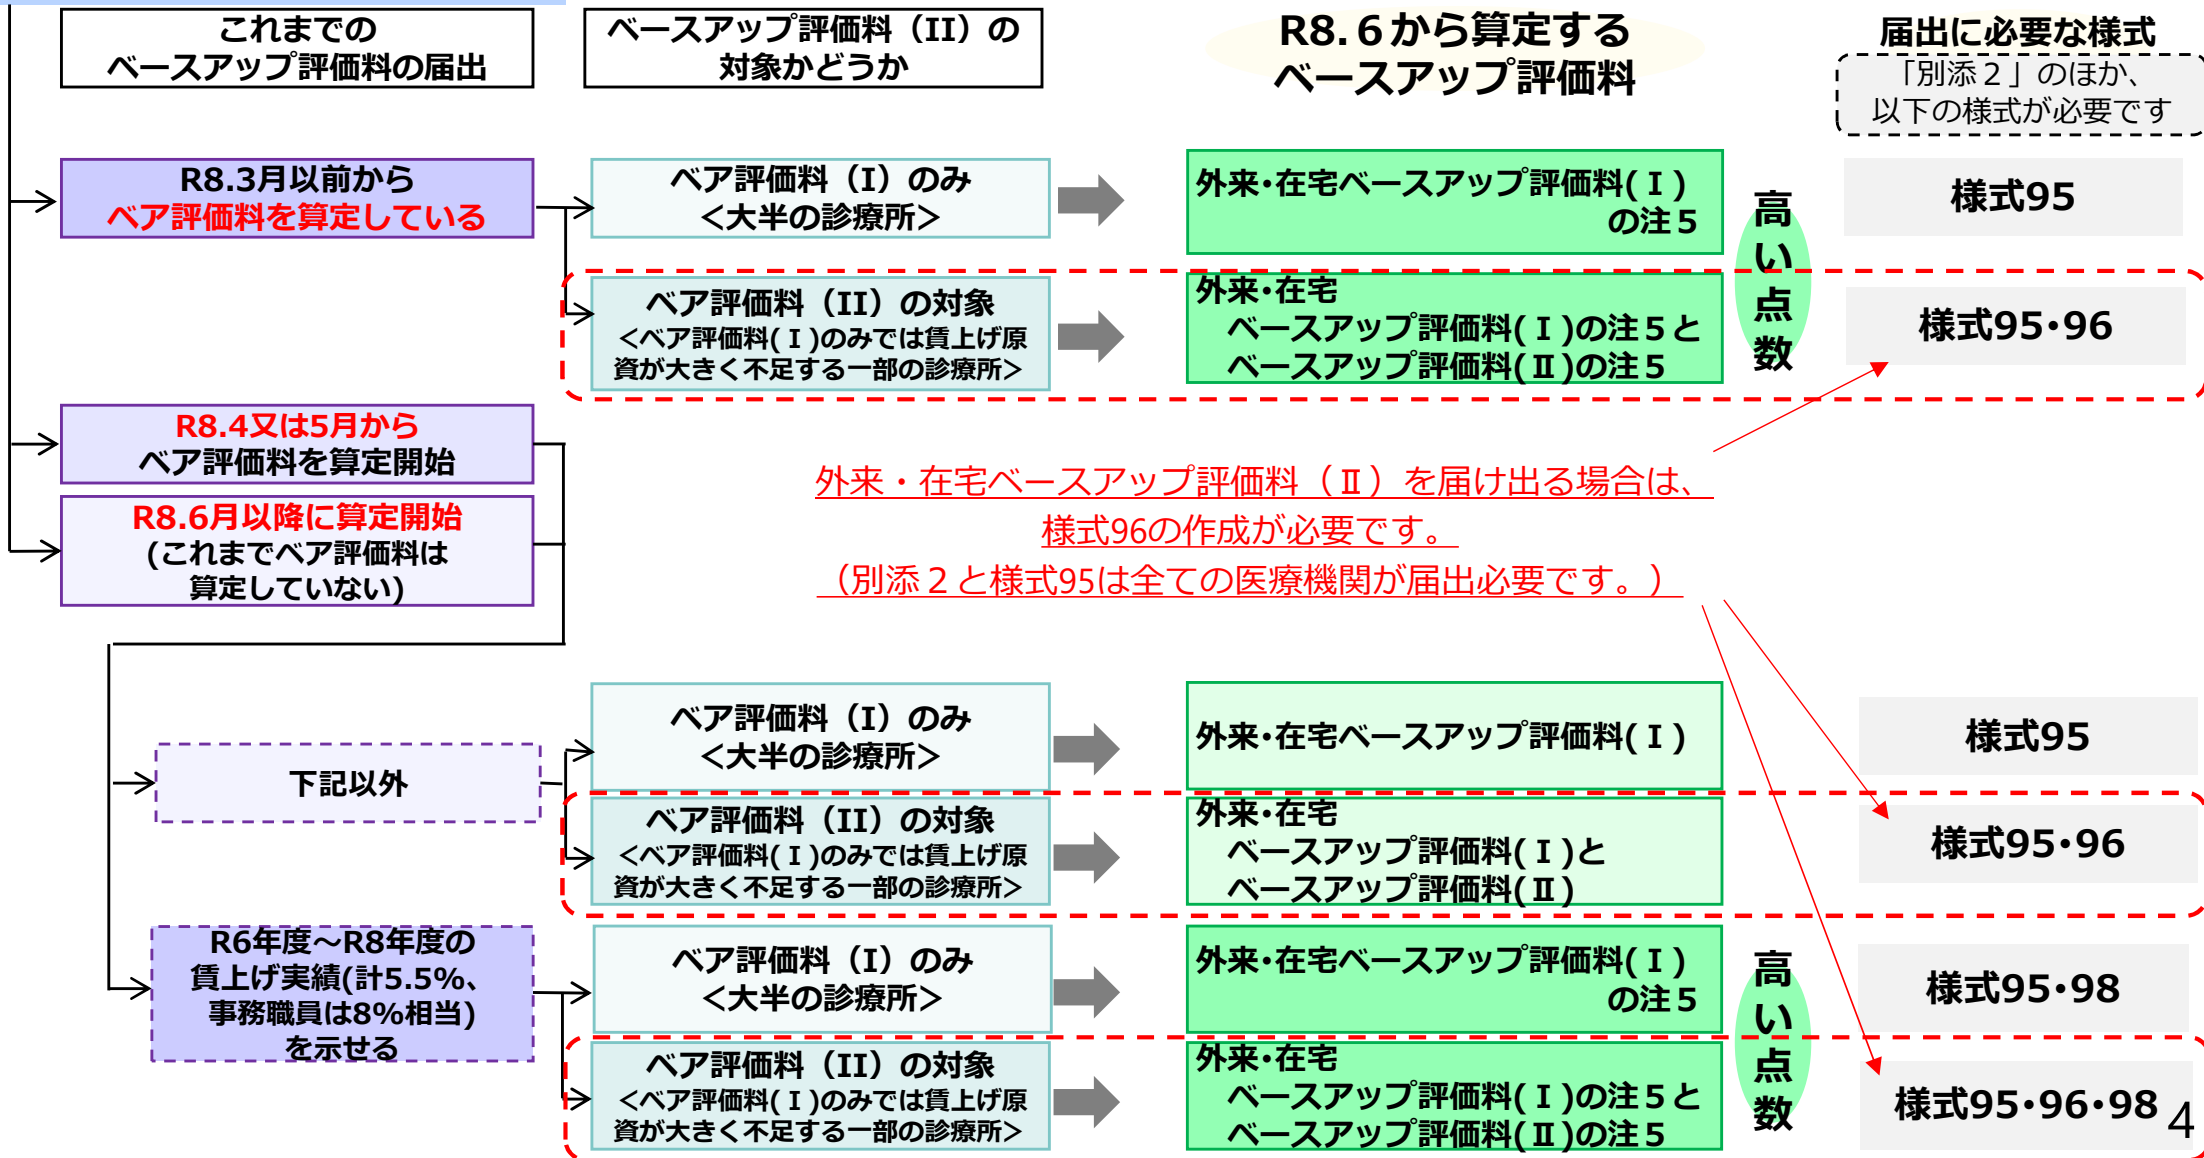 これまでの
ベースアップ評価料の届出
ベースアップ評価料（II）の
対象かどうか
R8.６から算定する
ベースアップ評価料
届出に必要な様式
「別添２」のほか、
以下の様式が必要です
R8.3月以前から
ベア評価料を算定している
ベア評価料（I）のみ
＜大半の診療所＞
外来･在宅ベースアップ評価料(Ⅰ)
の注５
高い点数
様式95
ベア評価料（II）の対象
＜ベア評価料(Ⅰ)のみでは賃上げ原
資が大きく不足する一部の診療所＞
外来･在宅
ベースアップ評価料(Ⅰ)の注５と
ベースアップ評価料(Ⅱ)の注５
様式95･96
R8.4又は5月から
ベア評価料を算定開始
R8.6月以降に算定開始
(これまでベア評価料は
算定していない)
外来・在宅ベースアップ評価料（Ⅱ）を届け出る場合は、
様式96の作成が必要です。
（別添２と様式95は全ての医療機関が届出必要です。）
下記以外
ベア評価料（I）のみ
＜大半の診療所＞
外来･在宅ベースアップ評価料(Ⅰ)
様式95
ベア評価料（II）の対象
＜ベア評価料(Ⅰ)のみでは賃上げ原
資が大きく不足する一部の診療所＞
外来･在宅
ベースアップ評価料(Ⅰ)と
ベースアップ評価料(Ⅱ)
様式95･96
R6年度～R8年度の
賃上げ実績(計5.5%、
事務職員は8%相当)
を示せる
ベア評価料（I）のみ
＜大半の診療所＞
外来･在宅ベースアップ評価料(Ⅰ)
の注５
高い点数
様式95･98
ベア評価料（II）の対象
＜ベア評価料(Ⅰ)のみでは賃上げ原
資が大きく不足する一部の診療所＞
外来･在宅
ベースアップ評価料(Ⅰ)の注５と
ベースアップ評価料(Ⅱ)の注５
様式95･96･98
4